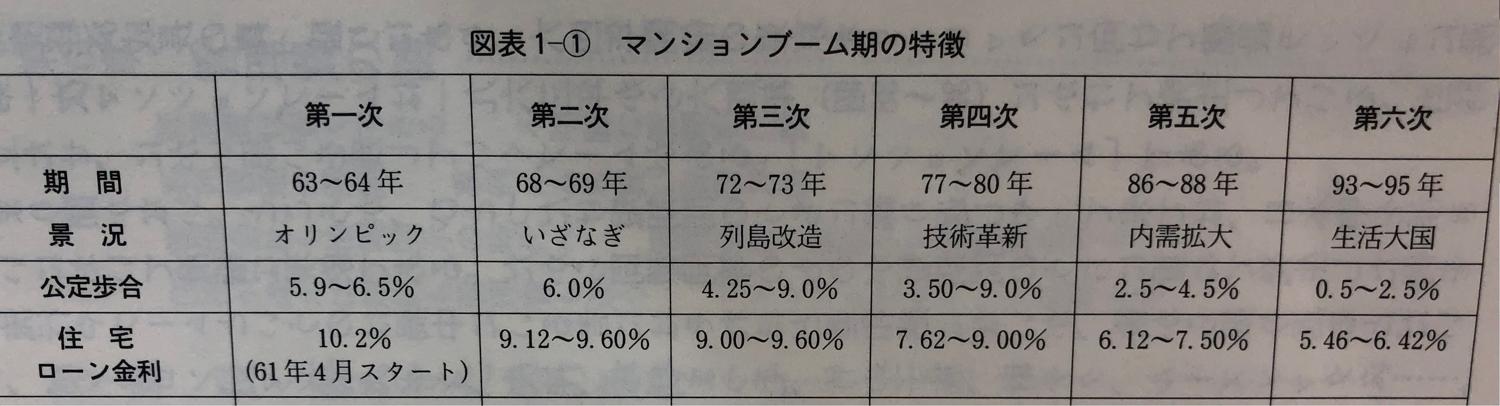 図表1-① マンションブーム期の特徴
第一次 第二次 第三次 第四次 第五次 第六次
期 間 63〜64年 68〜69年 72〜73年 77〜80年 86〜88年 93〜95年
景 況 オリンピック いざなぎ 列島改造 技術革新 内需拡大 生活大国
公定歩合 5.9〜6.5% 6.0% 4.25〜9.0% 3.50〜9.0% 2.5〜4.5% 0.5〜2.5%
住 宅 10.2% 9.12〜9.60% 9.00〜9.60% 7.62〜9.00% 6.12〜7.50% 5.46〜6.42%
ローン金利 (61年4月スタート)